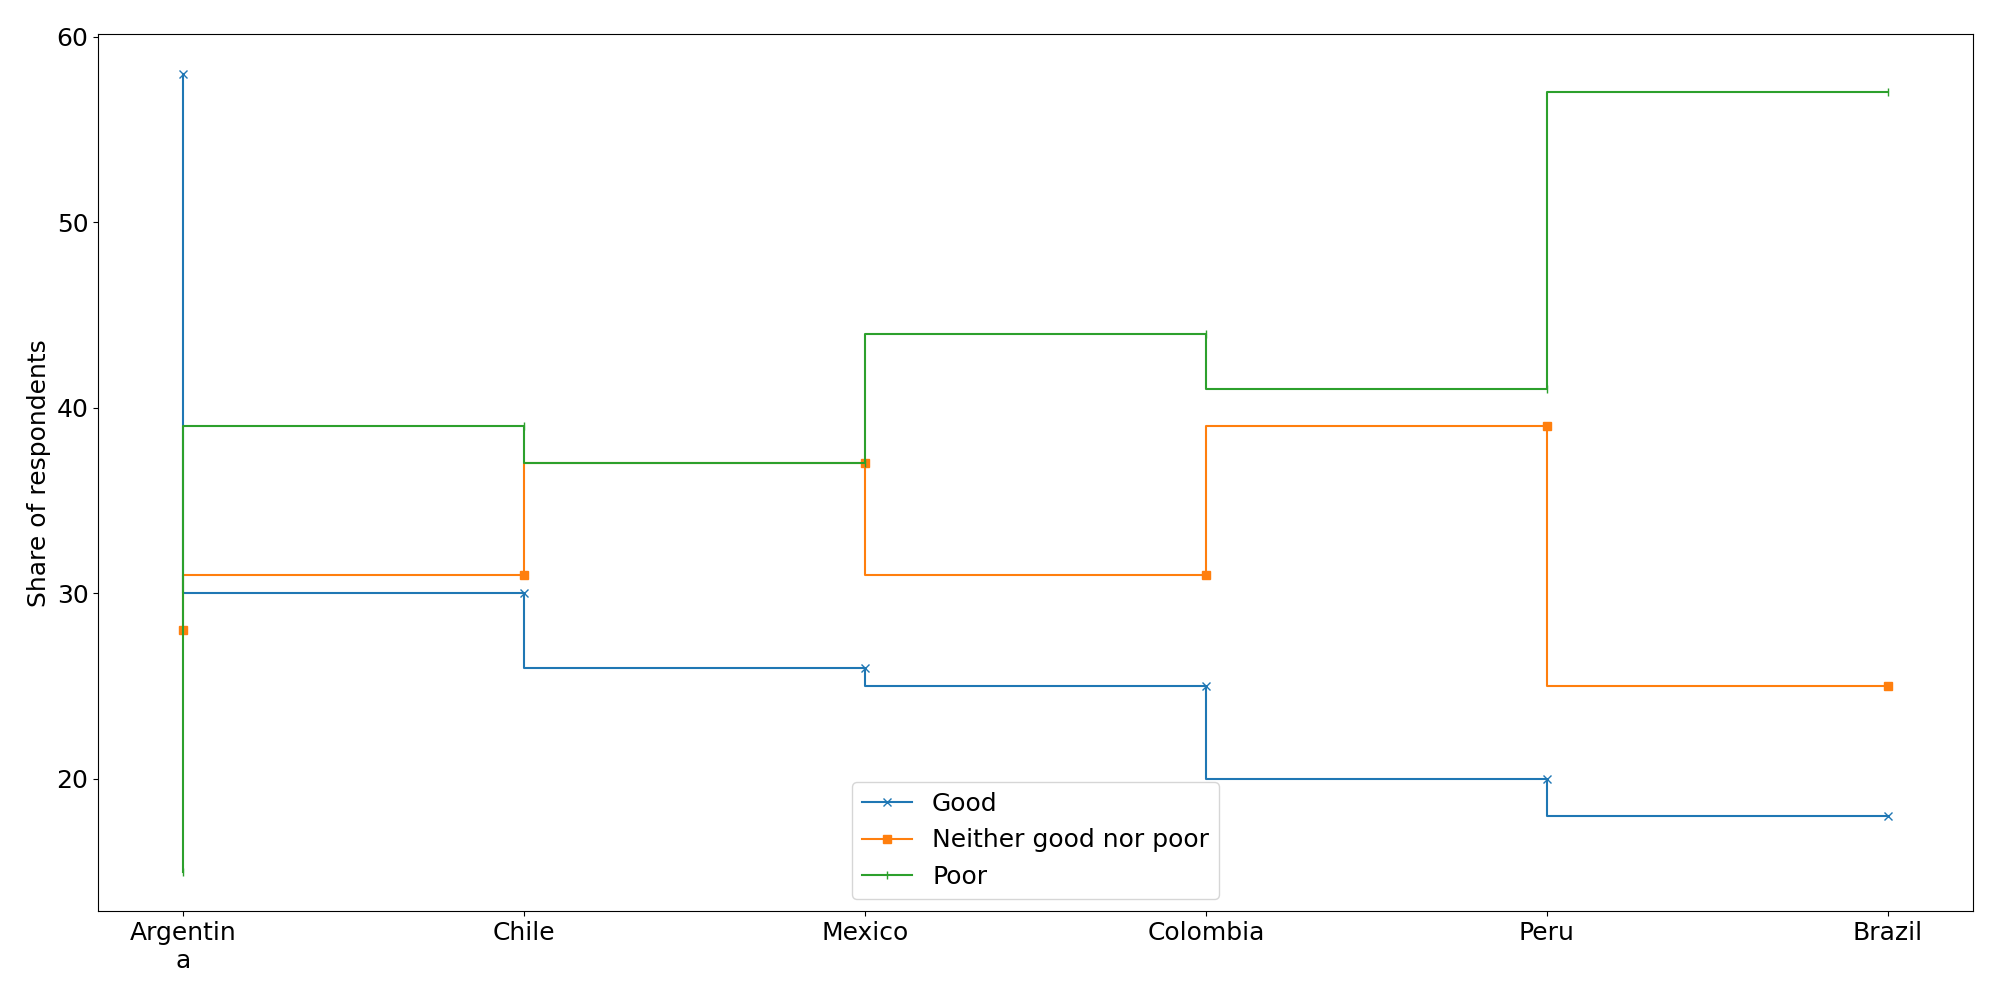 60
50
40
30
20
Share of respondents
Good
Neither good nor poor
Poor
Argentin
a
Chile
Mexico
Colombia
Peru
Brazil